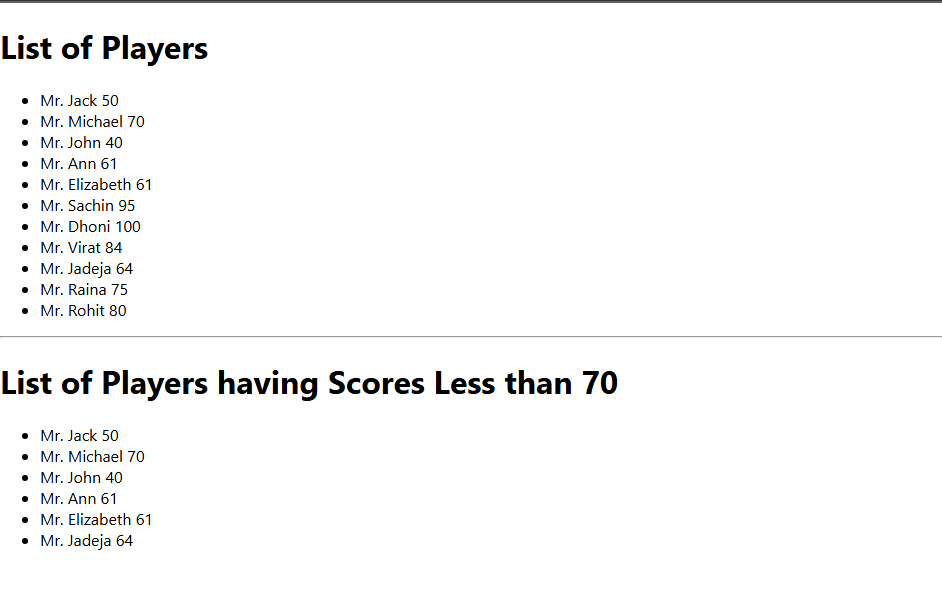 List of Players
Mr. Jack 50
Mr. Michael 70
Mr. John 40
Mr. Ann 61
Mr. Elizabeth 61
Mr. Sachin 95
Mr. Dhoni 100
Mr. Virat 84
Mr. Jadeja 64
Mr. Raina 75
Mr. Rohit 80
List of Players having Scores Less than 70
Mr. Jack 50
Mr. Michael 70
Mr. John 40
Mr. Ann 61
Mr. Elizabeth 61
Mr. Jadeja 64